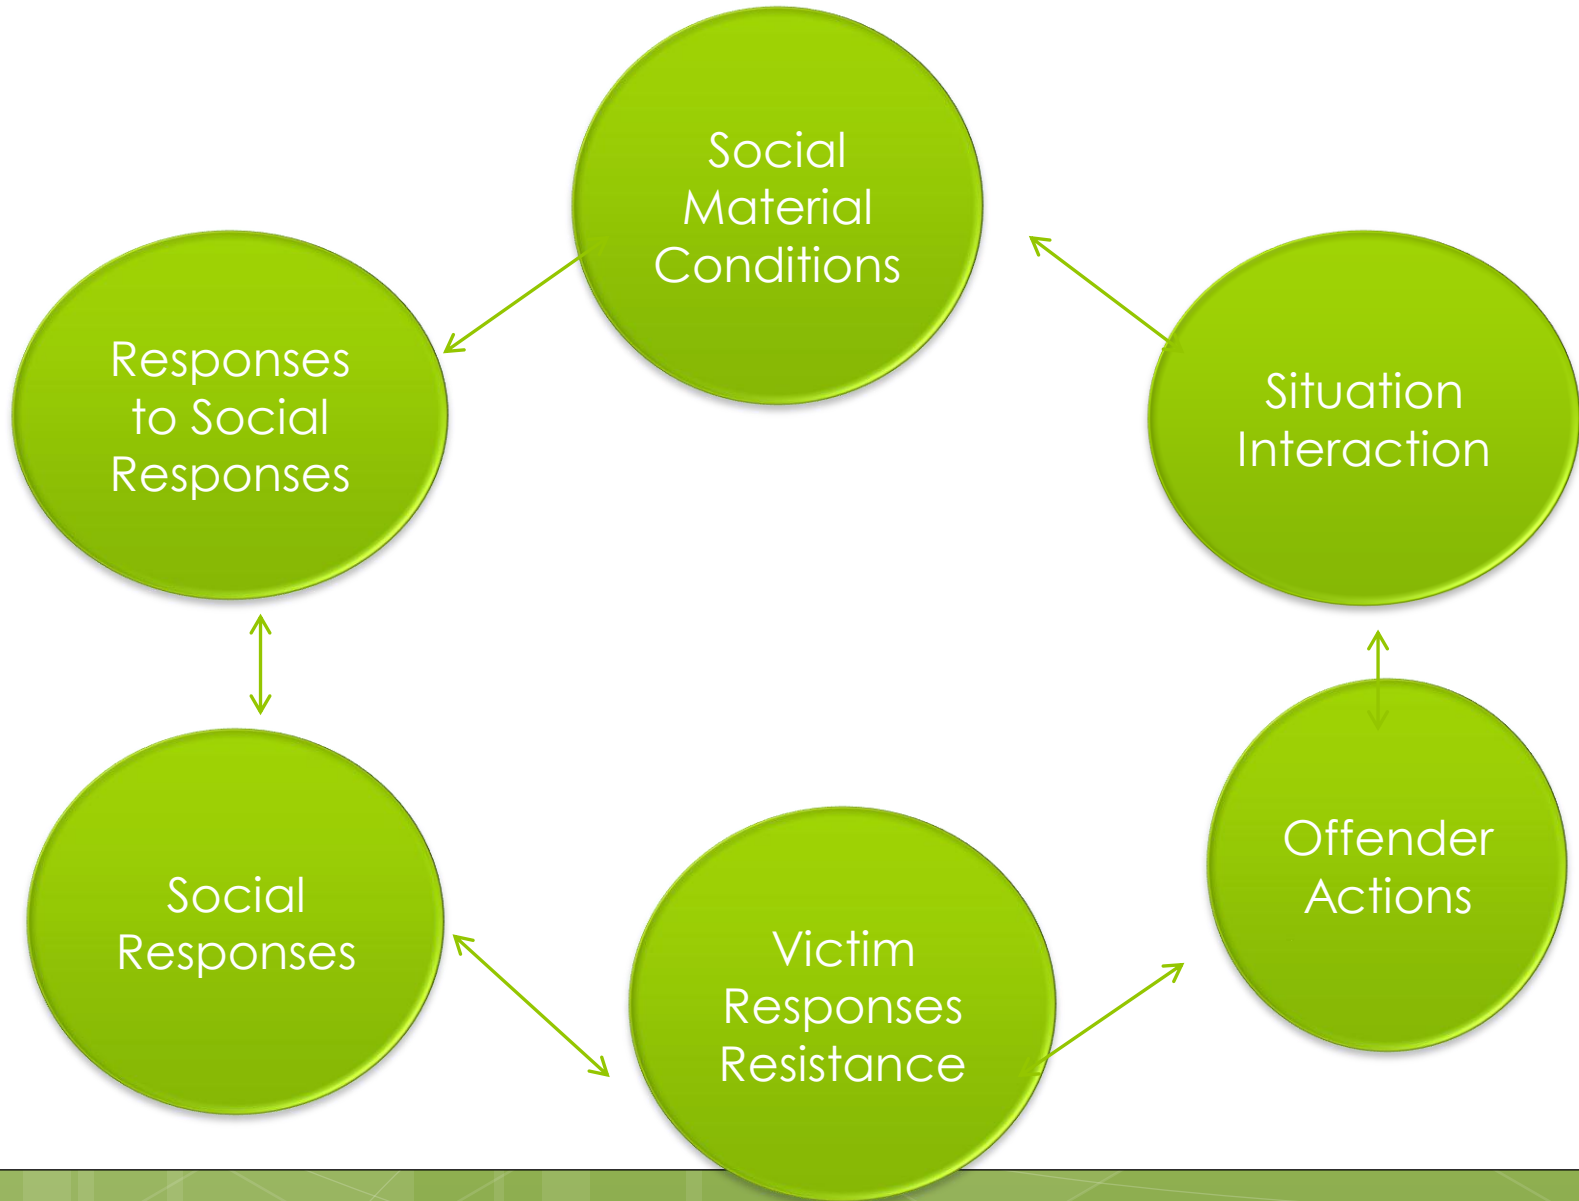 Social
Material
Conditions
Situation
Interaction
Offender
Actions
Victim
Responses
Resistance
Social
Responses
Responses
to Social
Responses